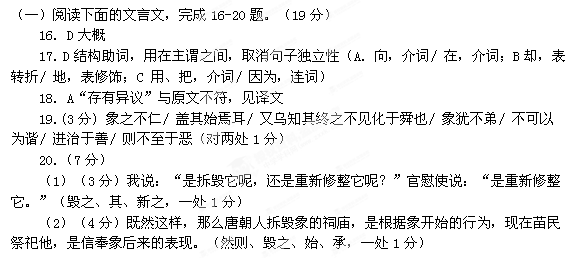 （一）阅读下面的文言文，完成 16-20 题。（19 分）
16. D 大概
17. D 结构助词，用在主谓之间，取消句子独立性（A. 向，介词/ 在，介词；B 却，表
转折/ 地，表修饰；C 用、把，介词/ 因为，连词）
18. A“存有异议”与原文不符，见译文
19.(3 分) 象之不仁/ 盖其始焉耳/ 又乌知其终之不见化于舜也/ 象犹不弟/ 不可以
为谐/ 进治于善/ 则不至于恶（对两处 1 分）
20.（7 分）
（1）（3 分）我说：“是拆毁它呢，还是重新修整它呢？”官慰使说：“是重新修整
它。”（毁之、其、新之，一处 1 分）
（2）（4 分）既然这样，那么唐朝人拆毁象的祠庙，是根据象开始的行为，现在苗民
祭祀他，是信奉象后来的表现。（然则、毁之、始、承，一处 1 分）